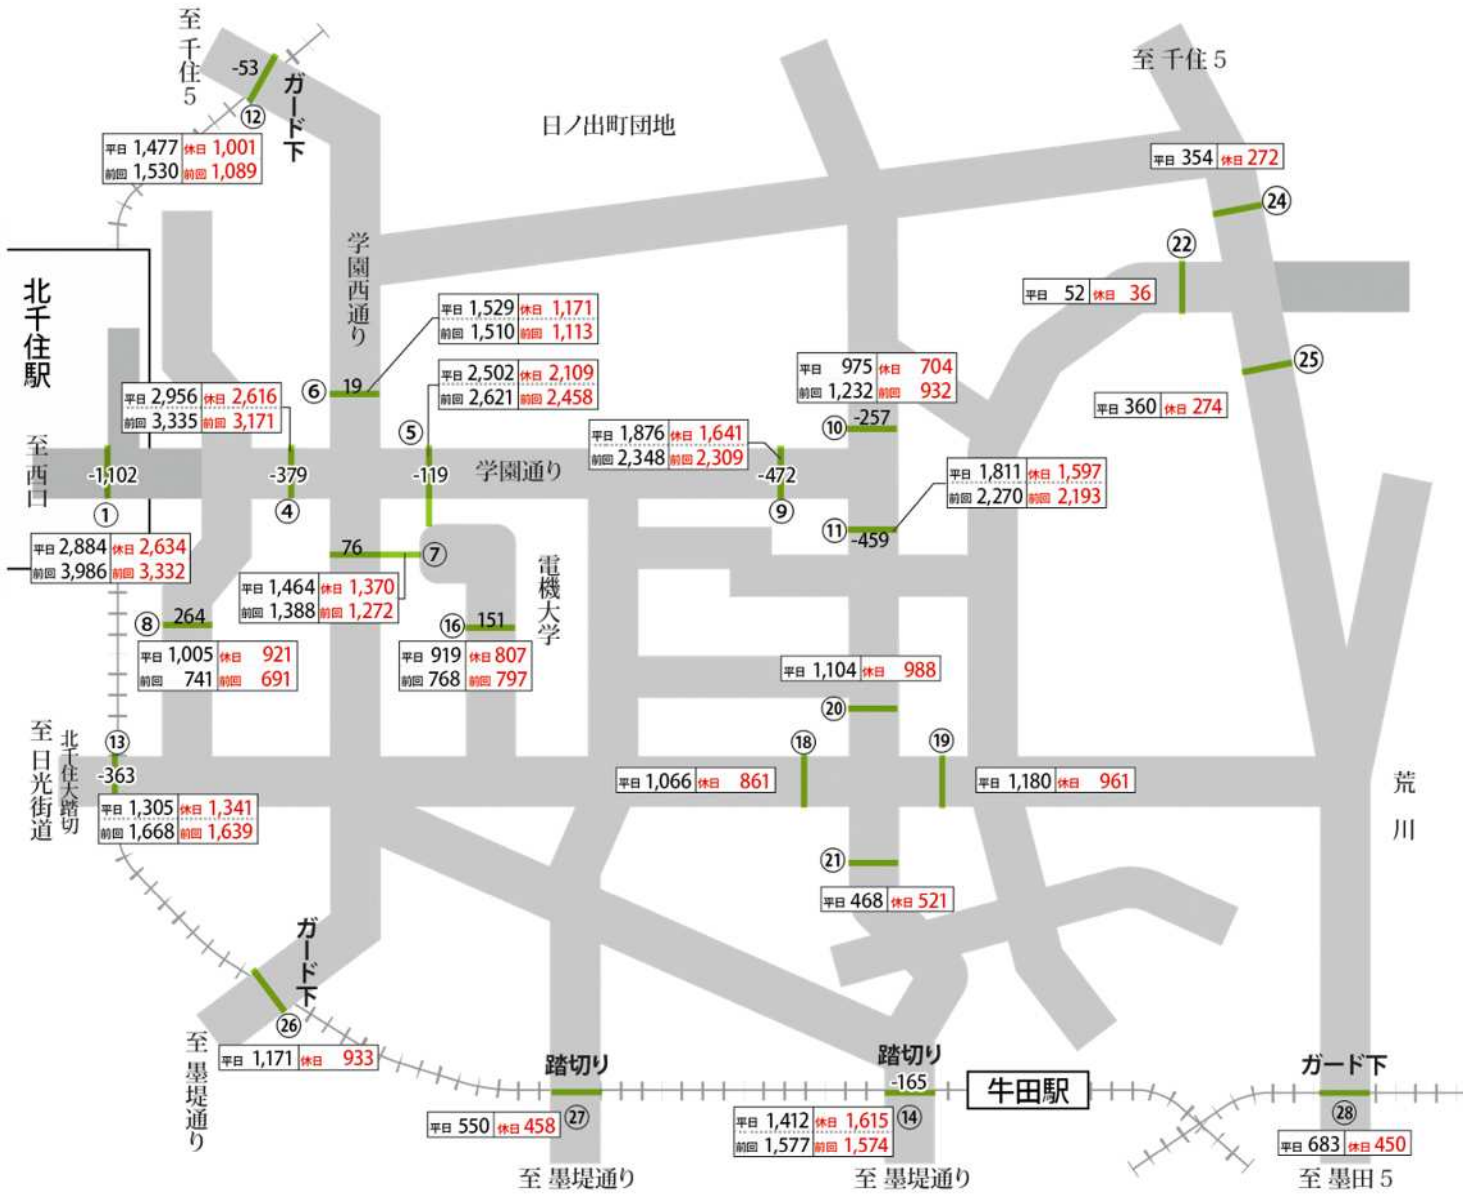 至 千住5
-53
⑫
ガード下
平日 1,477 休日 1,001
前回 1,530 前回 1,089
日ノ出町団地
至 千住 5
平日 354 休日 272
㉔
㉒
平日 52 休日 36
㉕
平日 360 休日 274
北千住駅
学園西通り
平日 1,529 休日 1,171
前回 1,510 前回 1,113
平日 2,502 休日 2,109
前回 2,621 前回 2,458
⑥
19
⑤
平日 2,956 休日 2,616
前回 3,335 前回 3,171
平日 975 休日 704
前回 1,232 前回 932
⑩
-257
平日 1,876 休日 1,641
前回 2,348 前回 2,309
至 西口
-1,102
①
-379
④
-119
学園通り
-472
⑨
平日 1,811 休日 1,597
前回 2,270 前回 2,193
⑪
-459
平日 2,884 休日 2,634
前回 3,986 前回 3,332
76
⑦
平日 1,464 休日 1,370
前回 1,388 前回 1,272
電機大学
⑧
264
平日 1,005 休日 921
前回 741 前回 691
⑯
151
平日 919 休日 807
前回 768 前回 797
平日 1,104 休日 988
⑳
至 日光街道
北千住大踏切
⑬
-363
平日 1,305 休日 1,341
前回 1,668 前回 1,639
⑱
平日 1,066 休日 861
⑲
平日 1,180 休日 961
荒川
㉑
平日 468 休日 521
ガード下
㉖
平日 1,171 休日 933
至 墨堤通り
踏切り
㉗
平日 550 休日 458
至 墨堤通り
踏切り
-165
⑭
平日 1,412 休日 1,615
前回 1,577 前回 1,574
至 墨堤通り
牛田駅
ガード下
㉘
平日 683 休日 450
至 墨田 5